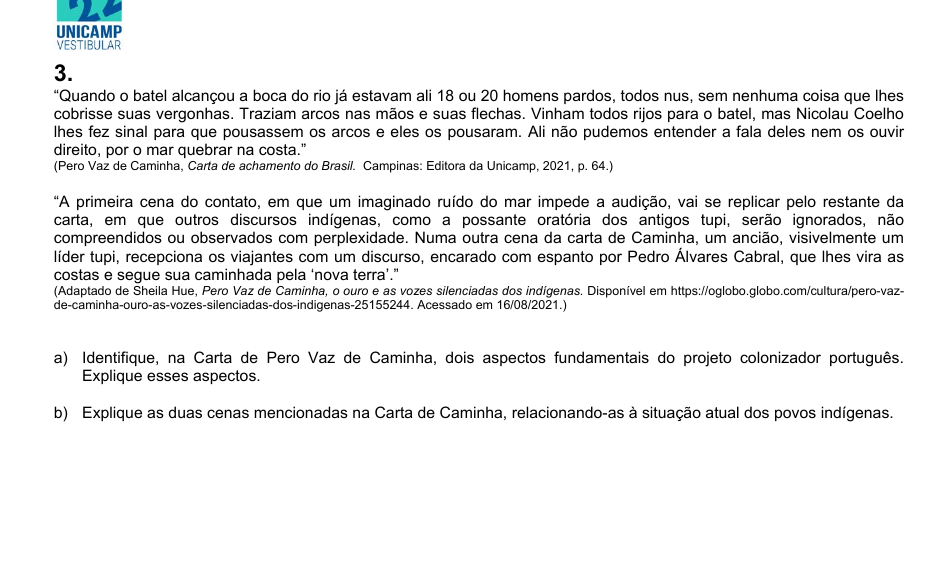 22
UNICAMP
VESTIBULAR
3.
“Quando o batel alcançou a boca do rio já estavam ali 18 ou 20 homens pardos, todos nus, sem nenhuma coisa que lhes
cobrisse suas vergonhas. Traziam arcos nas mãos e suas flechas. Vinham todos rijos para o batel, mas Nicolau Coelho
lhes fez sinal para que pousassem os arcos e eles os pousaram. Ali não pudemos entender a fala deles nem os ouvir
direito, por o mar quebrar na costa.”
(Pero Vaz de Caminha, Carta de achamento do Brasil. Campinas: Editora da Unicamp, 2021, p. 64.)
“A primeira cena do contato, em que um imaginado ruído do mar impede a audição, vai se replicar pelo restante da
carta, em que outros discursos indígenas, como a possante oratória dos antigos tupi, serão ignorados, não
compreendidos ou observados com perplexidade. Numa outra cena da carta de Caminha, um ancião, visivelmente um
líder tupi, recepciona os viajantes com um discurso, encarado com espanto por Pedro Álvares Cabral, que lhes vira as
costas e segue sua caminhada pela ‘nova terra’.”
(Adaptado de Sheila Hue, Pero Vaz de Caminha, o ouro e as vozes silenciadas dos indígenas. Disponível em https://oglobo.globo.com/cultura/pero-vaz-
de-caminha-ouro-as-vozes-silenciadas-dos-indigenas-25155244. Acessado em 16/08/2021.)
a) Identifique, na Carta de Pero Vaz de Caminha, dois aspectos fundamentais do projeto colonizador português.
Explique esses aspectos.
b) Explique as duas cenas mencionadas na Carta de Caminha, relacionando-as à situação atual dos povos indígenas.